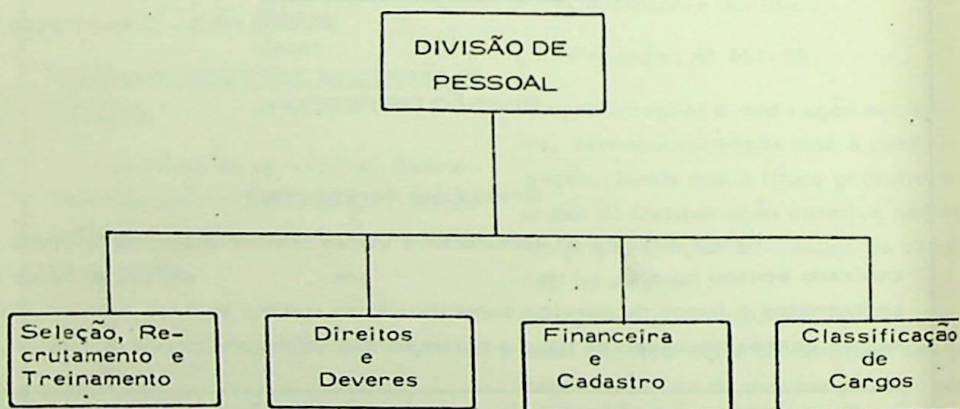 DIVISÃO DE
PESSOAL
Seleção, Re-
crutamento e
Treinamento
Direitos
e
Deveres
Financeira
e
Cadastro
Classificação
de
Cargos